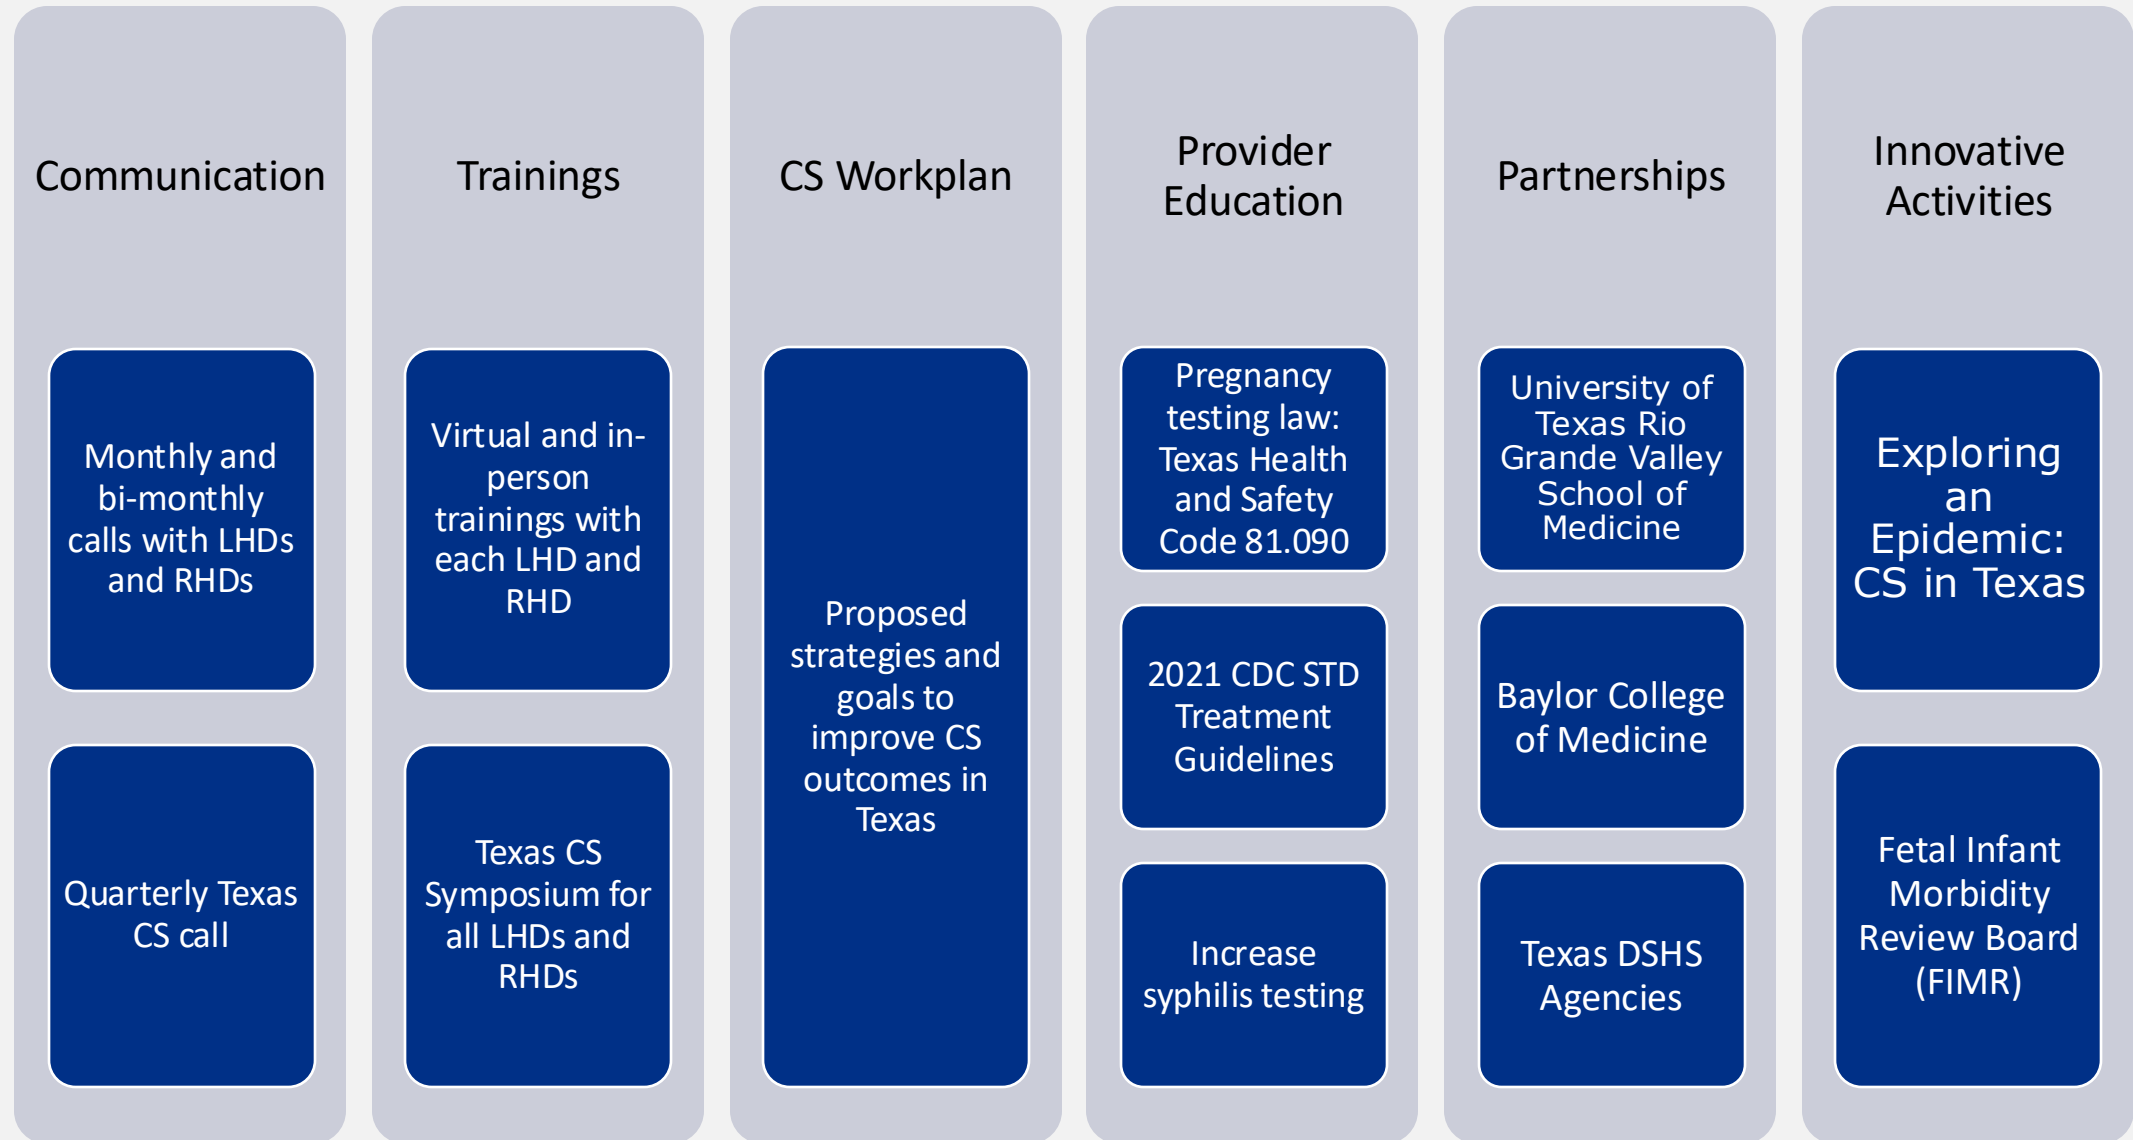 Communication
Monthly and
bi-monthly
calls with LHDs
and RHDs
Quarterly Texas
CS call
Trainings
Virtual and in-
person
trainings with
each LHD and
RHD
Texas CS
Symposium for
all LHDs and
RHDs
CS Workplan
Proposed
strategies and
goals to
improve CS
outcomes in
Texas
Provider
Education
Pregnancy
testing law:
Texas Health
and Safety
Code 81.090
2021 CDC STD
Treatment
Guidelines
Increase
syphilis testing
Partnerships
University of
Texas Rio
Grande Valley
School of
Medicine
Baylor College
of Medicine
Texas DSHS
Agencies
Innovative
Activities
Exploring
an
Epidemic:
CS in Texas
Fetal Infant
Morbidity
Review Board
(FIMR)